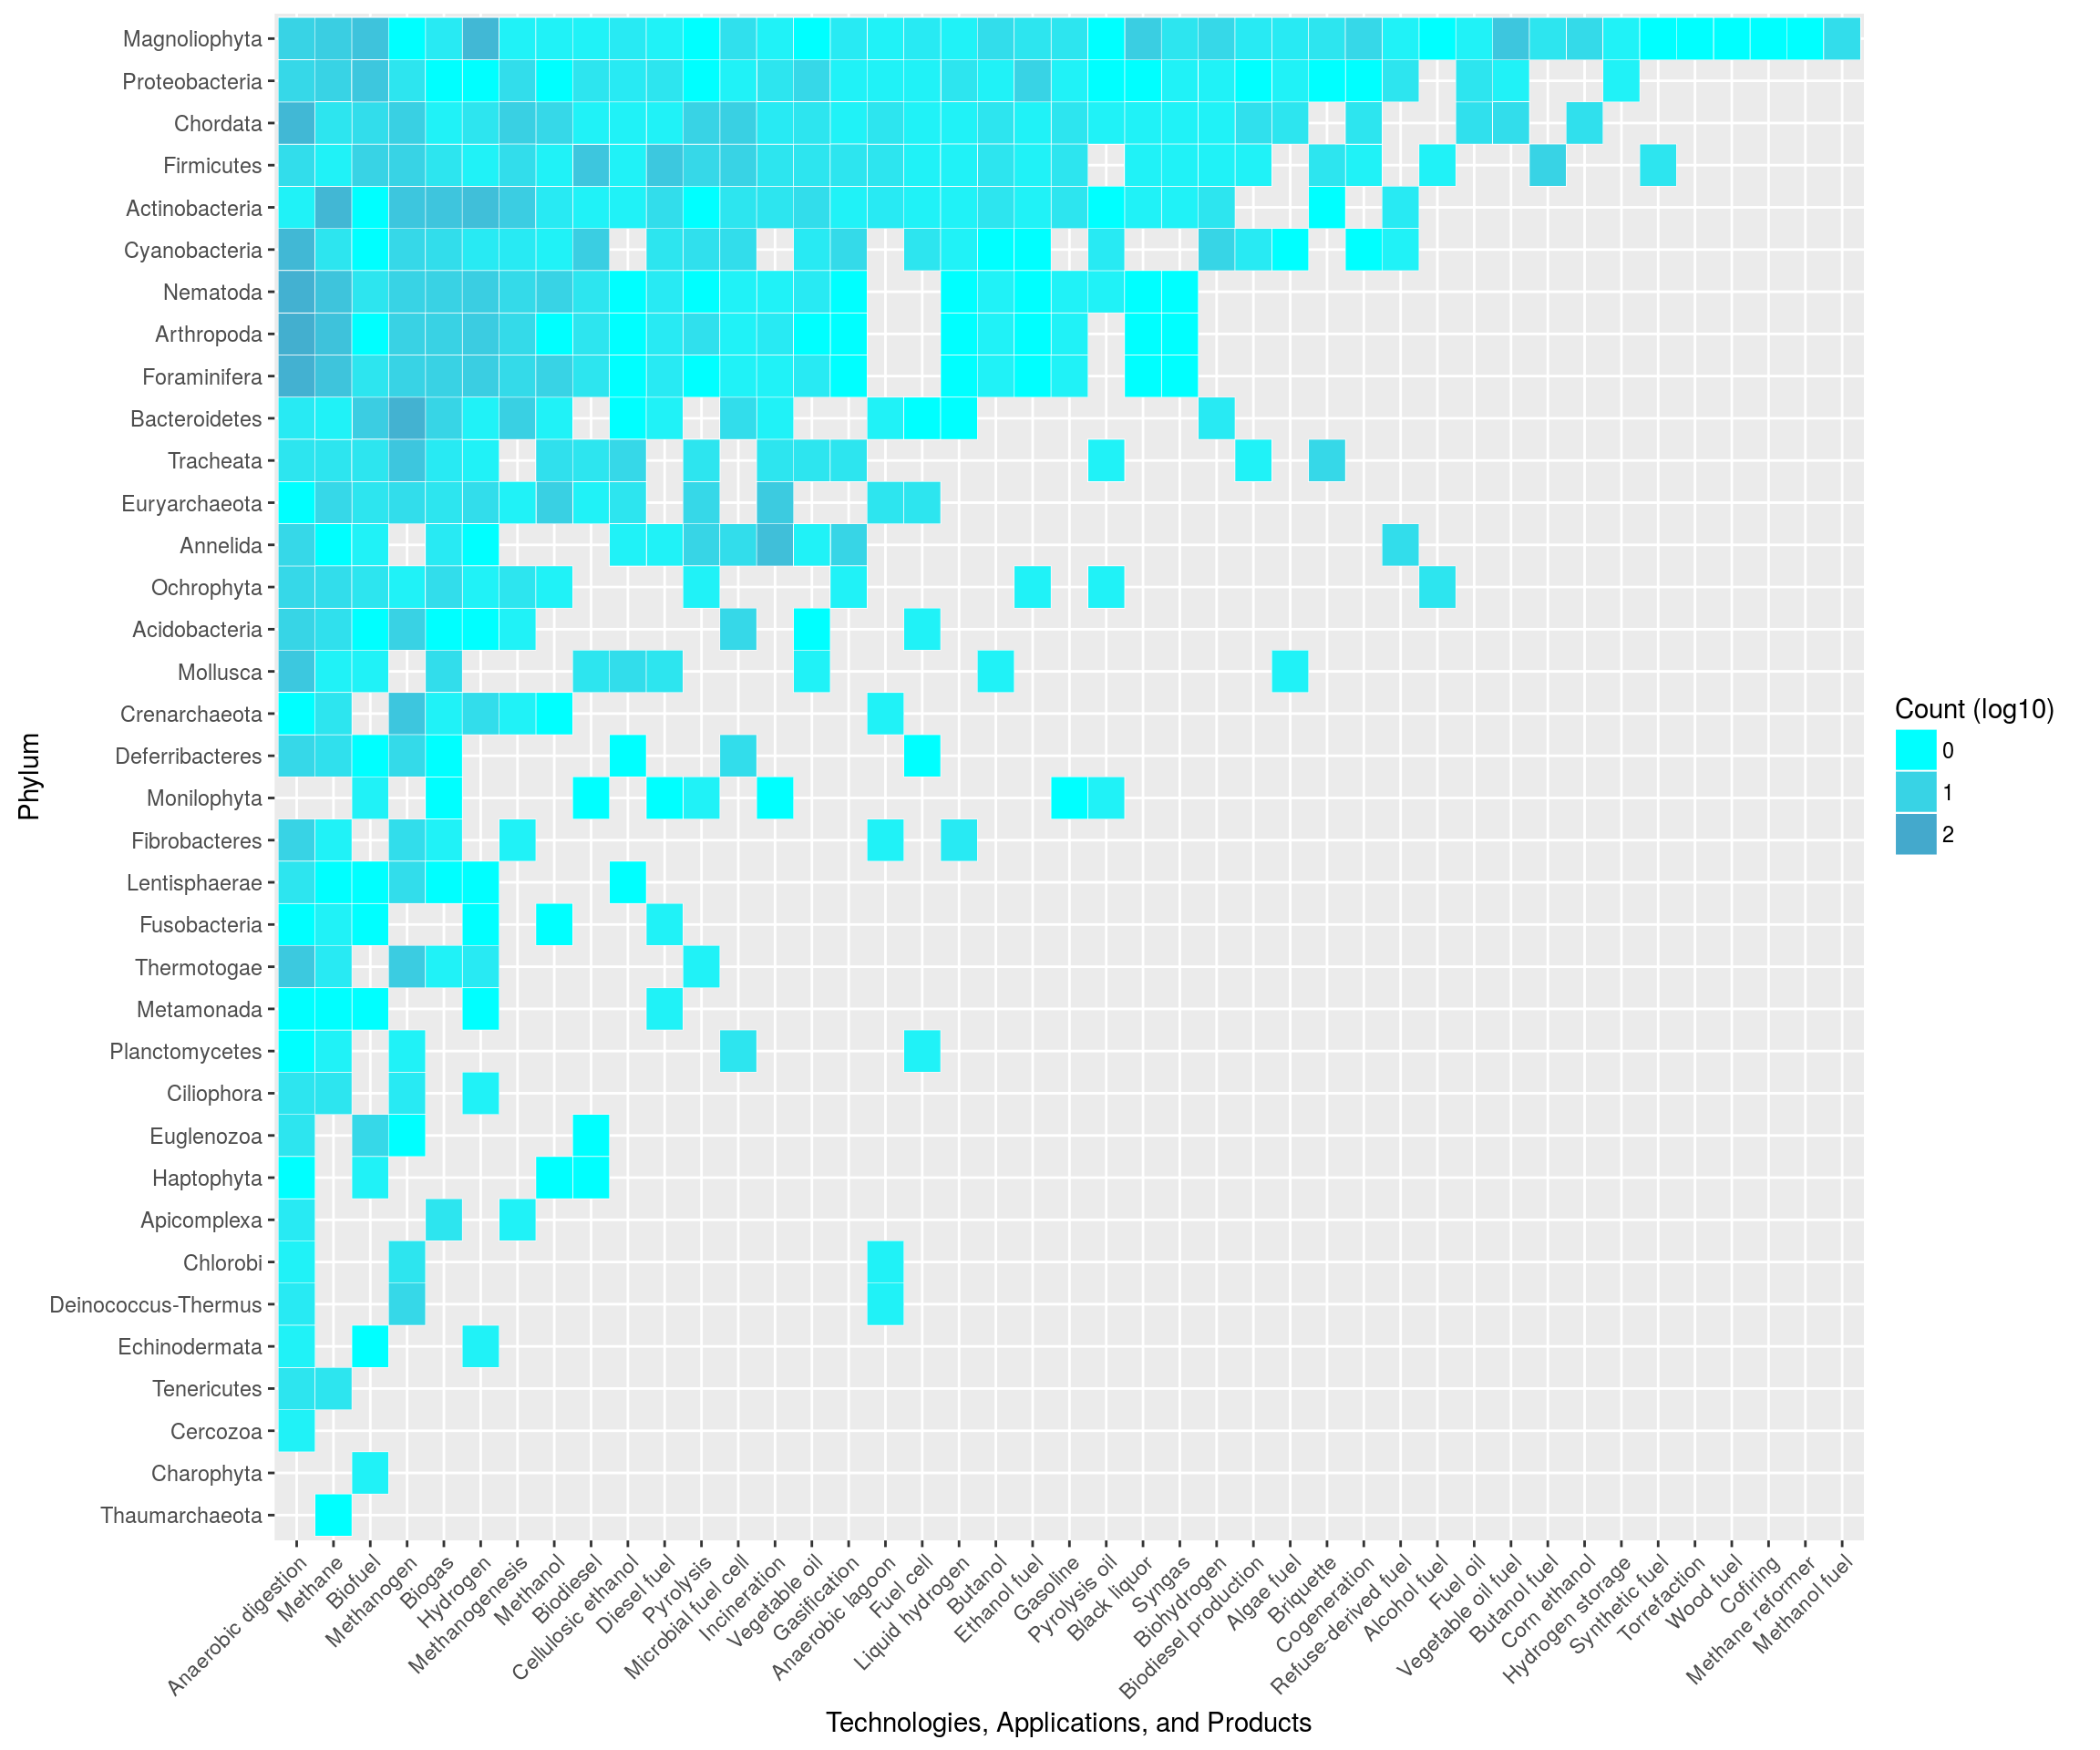 Magnoliophyta
Proteobacteria
Chordata
Firmicutes
Actinobacteria
Cyanobacteria
Nematoda
Arthropoda
Foraminifera
Bacteroidetes
Tracheata
Euryarchaeota
Annelida
Ochrophyta
Acidobacteria
Mollusca
Crenarchaeota
Deferribacteres
Monilophyta
Fibrobacteres
Lentisphaerae
Fusobacteria
Thermotogae
Metamonada
Planctomycetes
Ciliophora
Euglenozoa
Haptophyta
Apicomplexa
Chlorobi
Deinococcus-Thermus
Echinodermata
Tenericutes
Cercozoa
Charophyta
Thaumarchaeota
Phylum
Anaerobic digestion
Methane
Biofuel
Methanogen
Biogas
Hydrogen
Methanogenesis
Methanol
Biodiesel
Cellulosic ethanol
Diesel fuel
Pyrolysis
Microbial fuel cell
Incineration
Vegetable oil
Gasification
Anaerobic lagoon
Fuel cell
Liquid hydrogen
Butanol
Ethanol fuel
Gasoline
Pyrolysis oil
Black liquor
Syngas
Biohydrogen
Biodiesel production
Algae fuel
Briquette
Cogeneration
Refuse-derived fuel
Alcohol fuel
Fuel oil
Vegetable oil fuel
Butanol fuel
Corn ethanol
Hydrogen storage
Synthetic fuel
Torrefaction
Wood fuel
Cofiring
Methane reformer
Methanol fuel
Technologies, Applications, and Products
Count (log10)
0
1
2